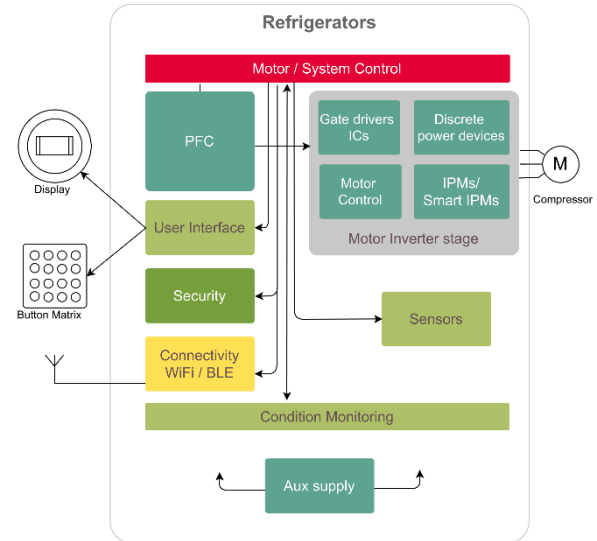 Refrigerators
Motor / System Control
PFC
Gate drivers
ICs
Discrete
power devices
Motor
Control
IPMs/
Smart IPMs
Motor Inverter stage
M
Compressor
Display
User Interface
Button Matrix
Security
Sensors
Connectivity
WiFi / BLE
Condition Monitoring
Aux supply